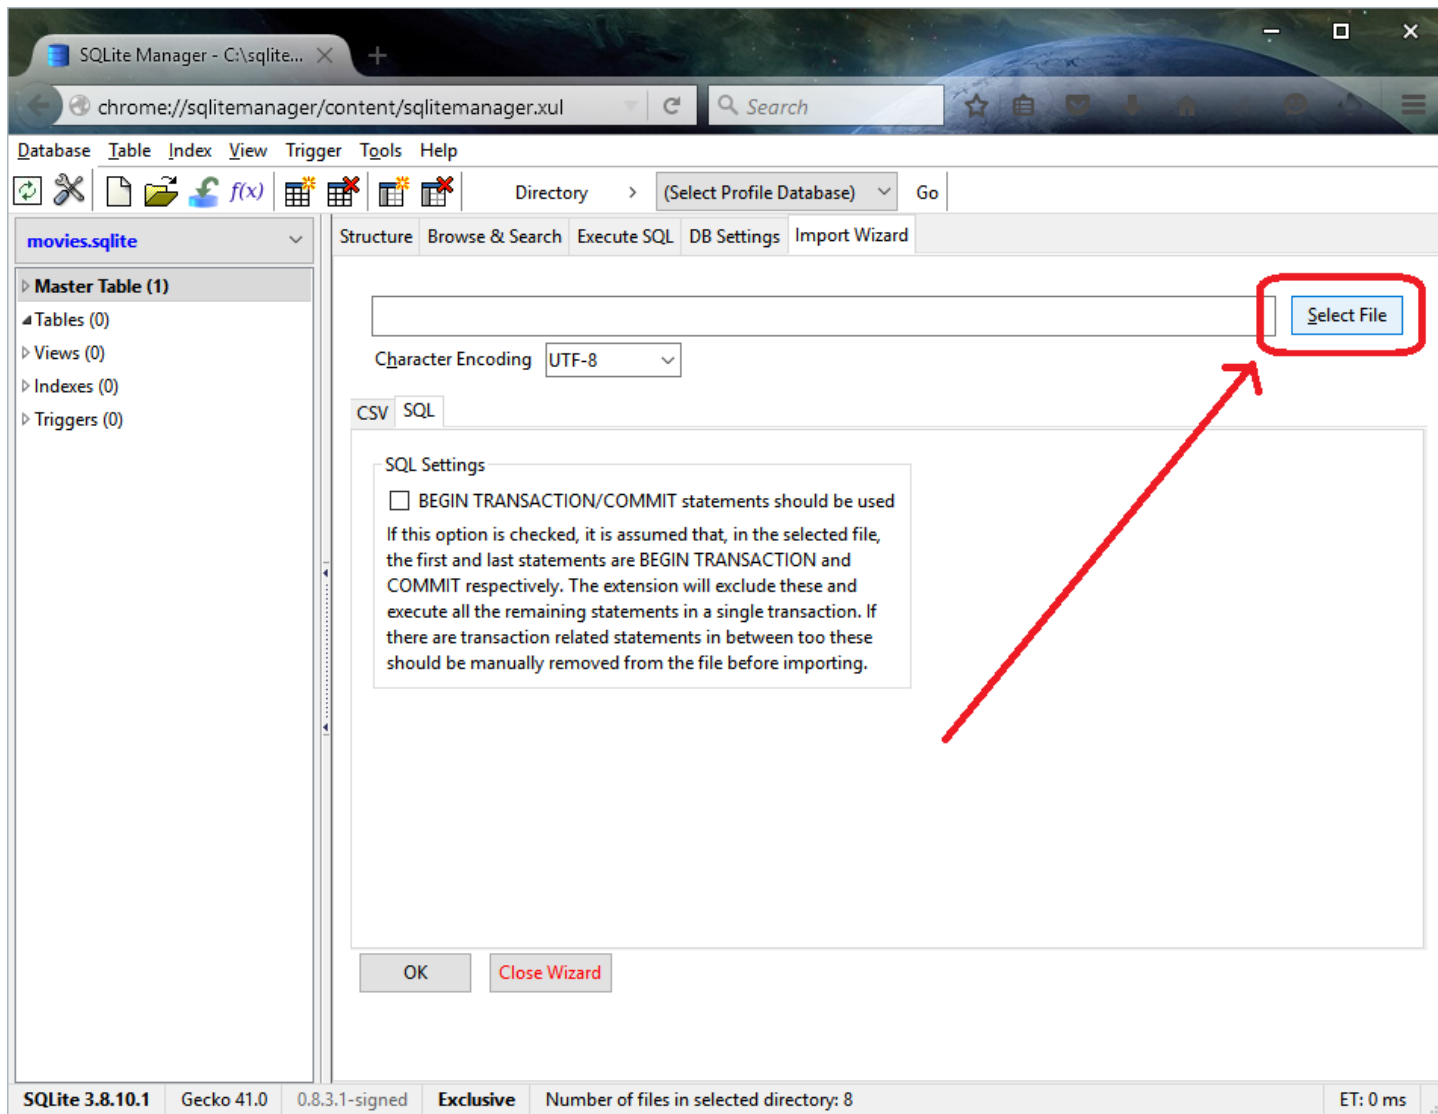 SQLite Manager - C:\sqlite...
chrome://sqlitemanager/content/sqlitemanager.xul
Search
Database Table Index View Trigger Tools Help
f(x) Directory > (Select Profile Database) Go
movies.sqlite
Structure Browse & Search Execute SQL DB Settings Import Wizard
Master Table (1)
Tables (0)
Views (0)
Indexes (0)
Triggers (0)
Select File
Character Encoding UTF-8
CSV SQL
SQL Settings
BEGIN TRANSACTION/COMMIT statements should be used
If this option is checked, it is assumed that, in the selected file,
the first and last statements are BEGIN TRANSACTION and
COMMIT respectively. The extension will exclude these and
execute all the remaining statements in a single transaction. If
there are transaction related statements in between too these
should be manually removed from the file before importing.
OK Close Wizard
SQLite 3.8.10.1 Gecko 41.0 0.8.3.1-signed Exclusive Number of files in selected directory: 8 ET: 0 ms